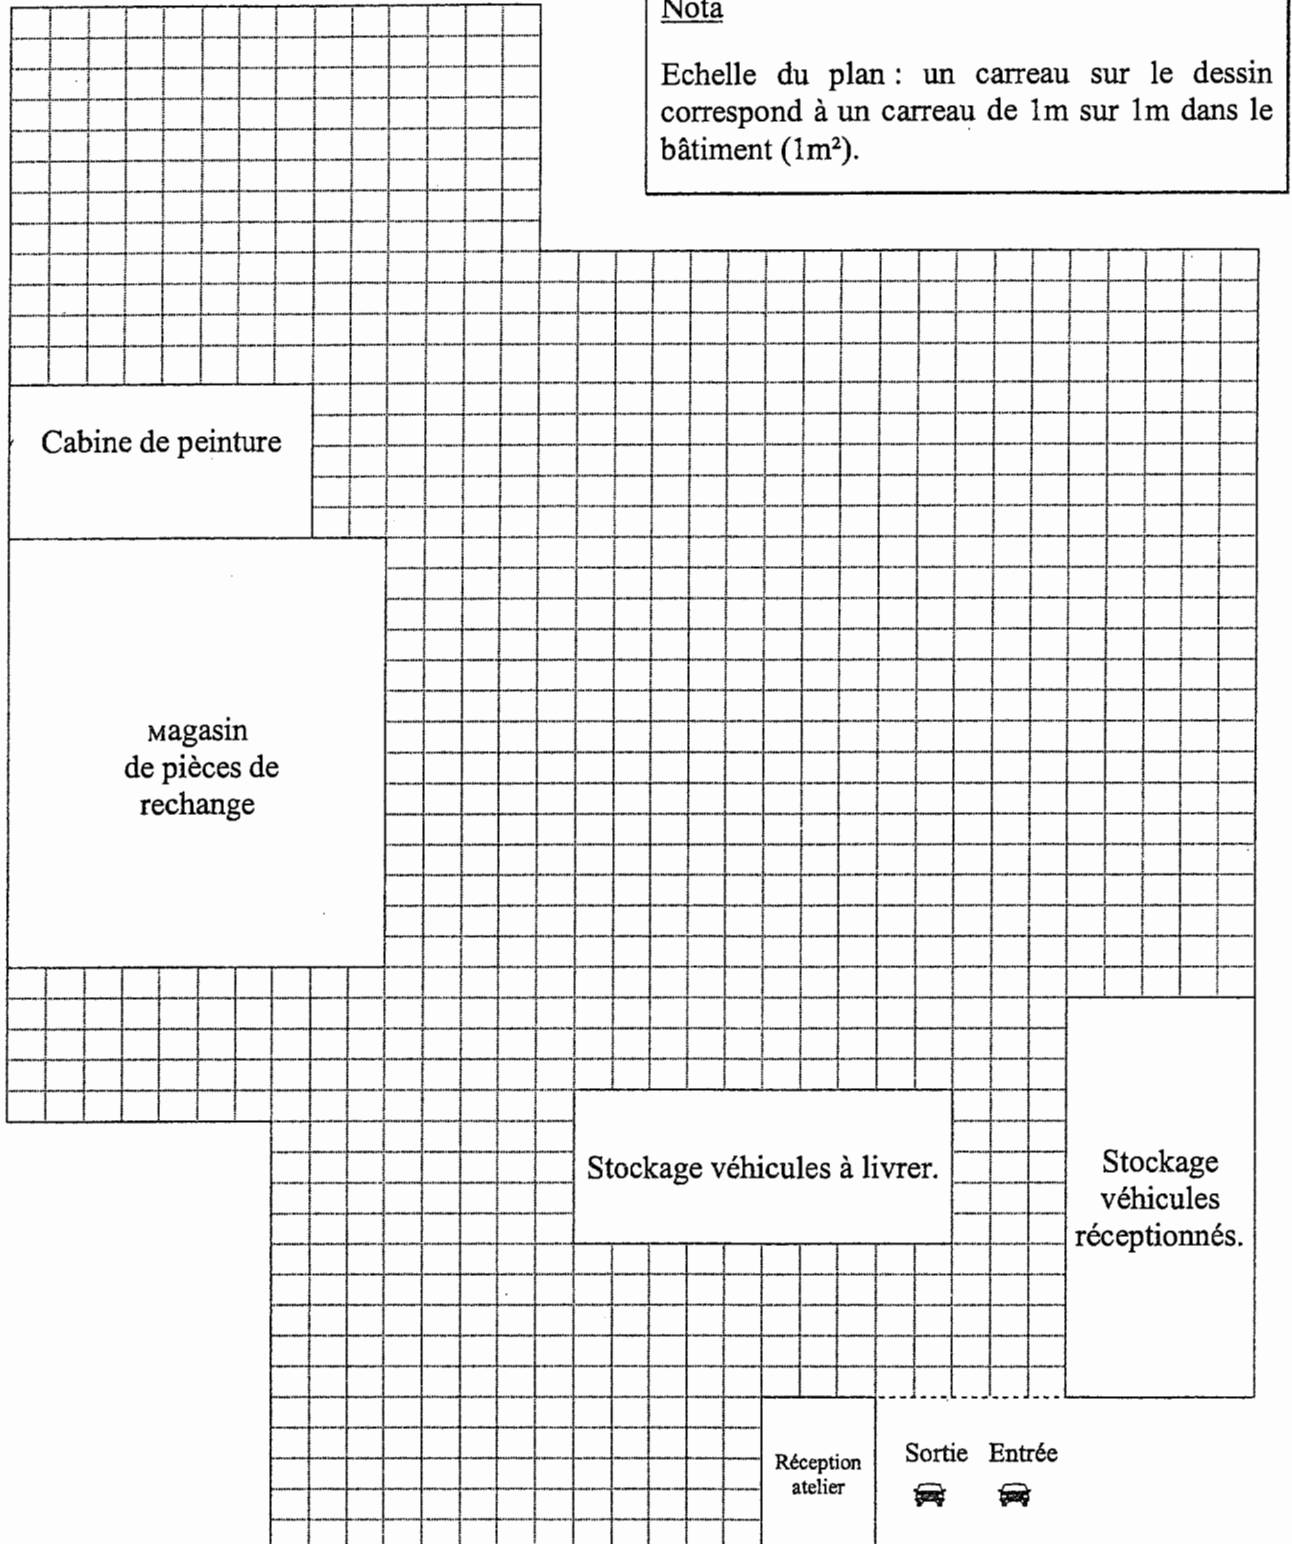 Nota
Echelle du plan : un carreau sur le dessin
correspond à un carreau de 1m sur 1m dans le
bâtiment (1m²).
Cabine de peinture
Magasin
de pièces de
rechange
Stockage véhicules à livrer.
Stockage
véhicules
réceptionnés.
Réception
atelier
Sortie Entrée